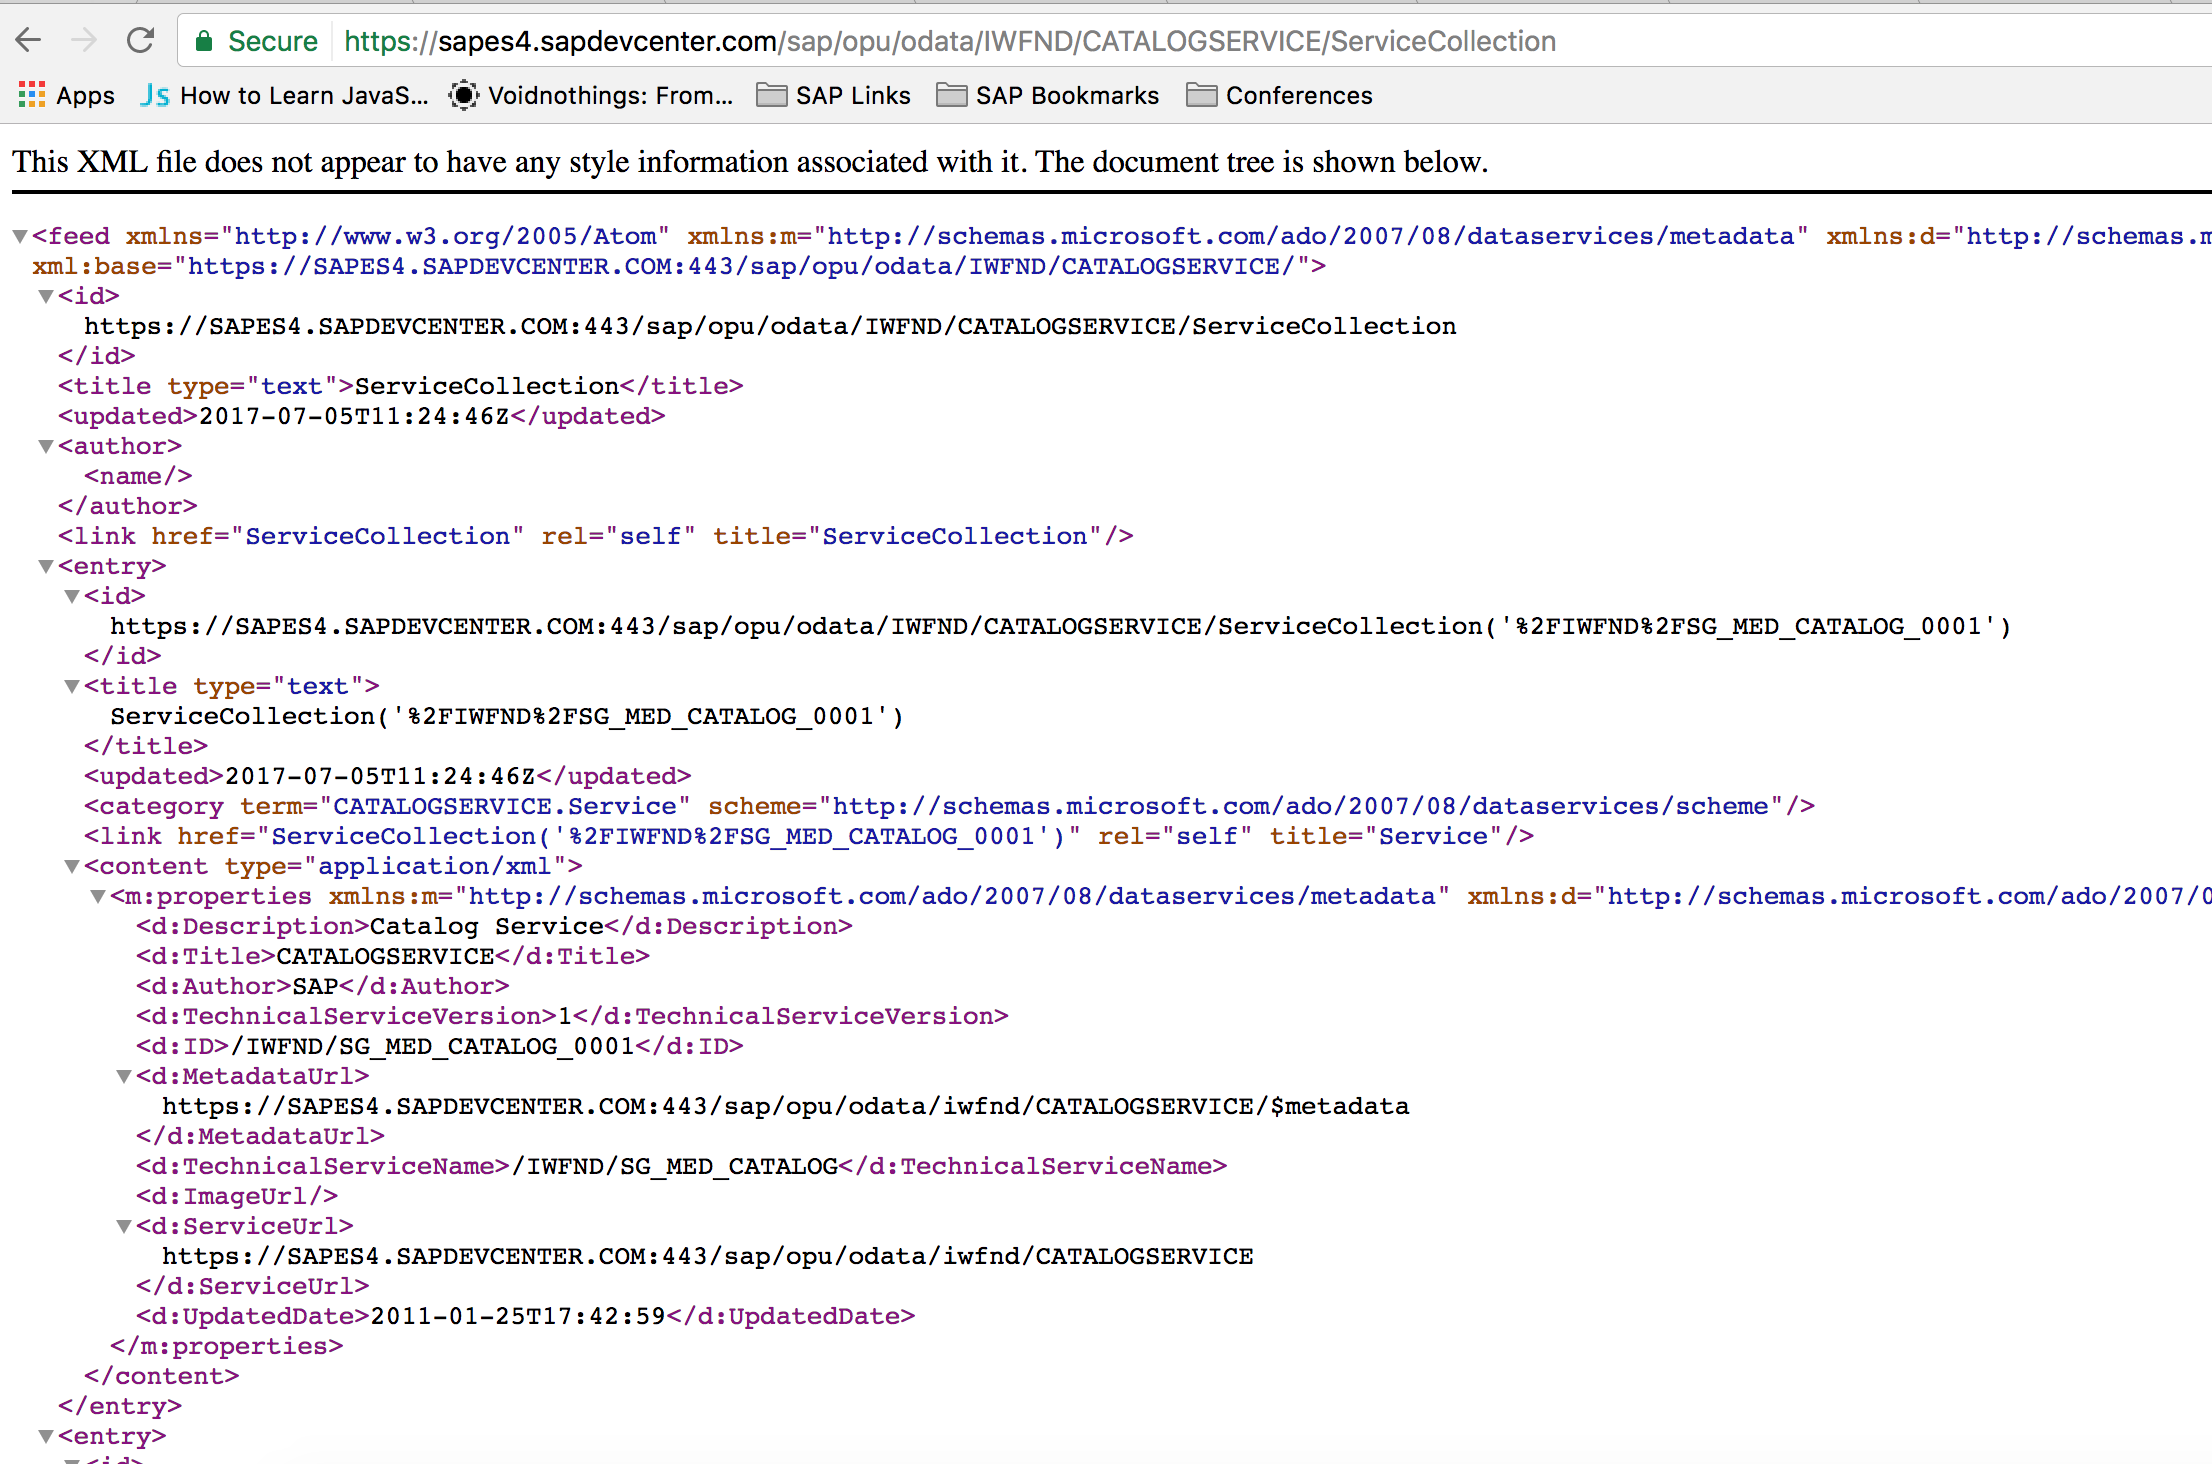 Secure https://sapes4.sapdevcenter.com/sap/opu/odata/IWFND/CATALOGSERVICE/ServiceCollection
Apps JS How to Learn JavaS... Voidnothings: From... SAP Links SAP Bookmarks Conferences
This XML file does not appear to have any style information associated with it. The document tree is shown below.
<feed xmlns="http://www.w3.org/2005/Atom" xmlns:m="http://schemas.microsoft.com/ado/2007/08/dataservices/metadata" xmlns:d="http://schemas.m
xml:base="https://SAPES4.SAPDEVCENTER.COM:443/sap/opu/odata/IWFND/CATALOGSERVICE/">
<id>
https://SAPES4.SAPDEVCENTER.COM:443/sap/opu/odata/IWFND/CATALOGSERVICE/ServiceCollection
</id>
<title type="text">ServiceCollection</title>
<updated>2017-07-05T11:24:46Z</updated>
<author>
<name/>
</author>
<link href="ServiceCollection" rel="self" title="ServiceCollection"/>
<entry>
<id>
https://SAPES4.SAPDEVCENTER.COM:443/sap/opu/odata/IWFND/CATALOGSERVICE/ServiceCollection('%2FIWFND%2FSG_MED_CATALOG_0001')
</id>
<title type="text">
ServiceCollection('%2FIWFND%2FSG_MED_CATALOG_0001')
</title>
<updated>2017-07-05T11:24:46Z</updated>
<category term="CATALOGSERVICE.Service" scheme="http://schemas.microsoft.com/ado/2007/08/dataservices/scheme"/>
<link href="ServiceCollection('%2FIWFND%2FSG_MED_CATALOG_0001')" rel="self" title="Service"/>
<content type="application/xml">
<m:properties xmlns:m="http://schemas.microsoft.com/ado/2007/08/dataservices/metadata" xmlns:d="http://schemas.microsoft.com/ado/2007/0
<d:Description>Catalog Service</d:Description>
<d:Title>CATALOGSERVICE</d:Title>
<d:Author>SAP</d:Author>
<d:TechnicalServiceVersion>1</d:TechnicalServiceVersion>
<d:ID>/IWFND/SG_MED_CATALOG_0001</d:ID>
<d:MetadataUrl>
https://SAPES4.SAPDEVCENTER.COM:443/sap/opu/odata/iwfnd/CATALOGSERVICE/$metadata
</d:MetadataUrl>
<d:TechnicalServiceName>/IWFND/SG_MED_CATALOG</d:TechnicalServiceName>
<d:ImageUrl/>
<d:ServiceUrl>
https://SAPES4.SAPDEVCENTER.COM:443/sap/opu/odata/iwfnd/CATALOGSERVICE
</d:ServiceUrl>
<d:UpdatedDate>2011-01-25T17:42:59</d:UpdatedDate>
</m:properties>
</content>
</entry>
<entry>
<id>